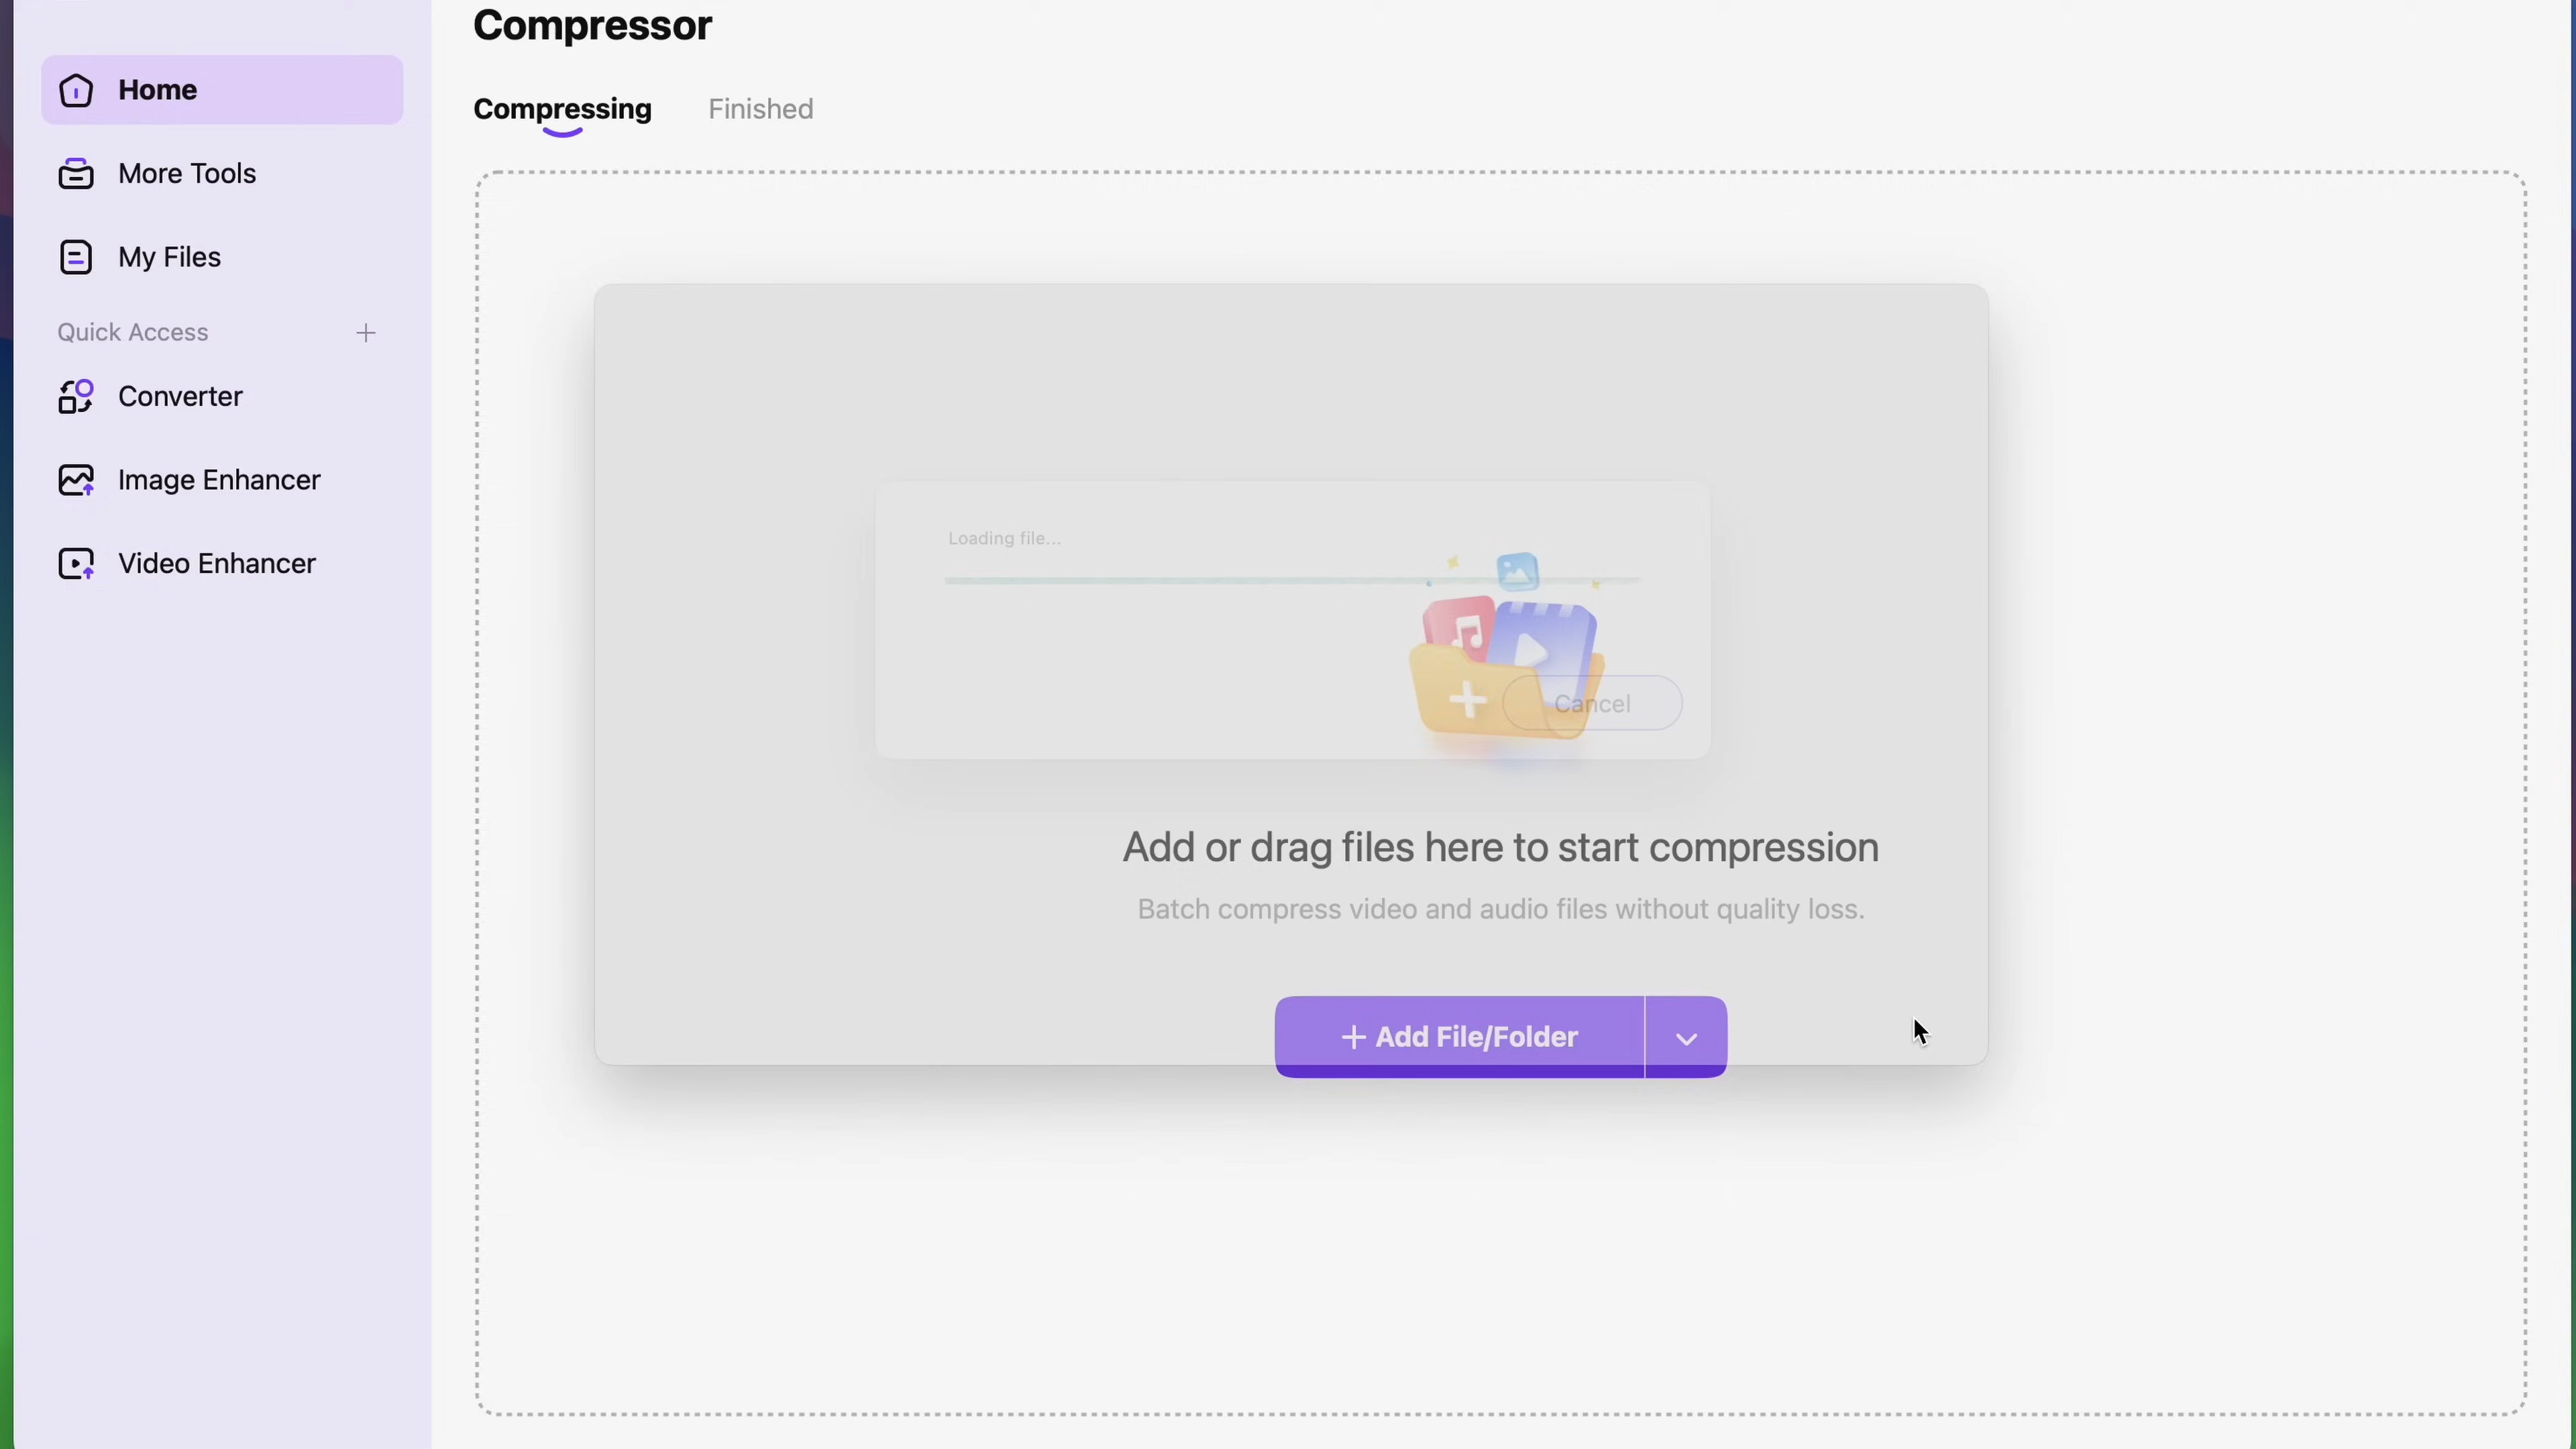 Compressor
Home
Compressing
Finished
More Tools
My Files
Quick Access
Converter
Image Enhancer
Video Enhancer
Loading file...
Cancel
Add or drag files here to start compression
Batch compress video and audio files without quality loss.
+ Add File/Folder